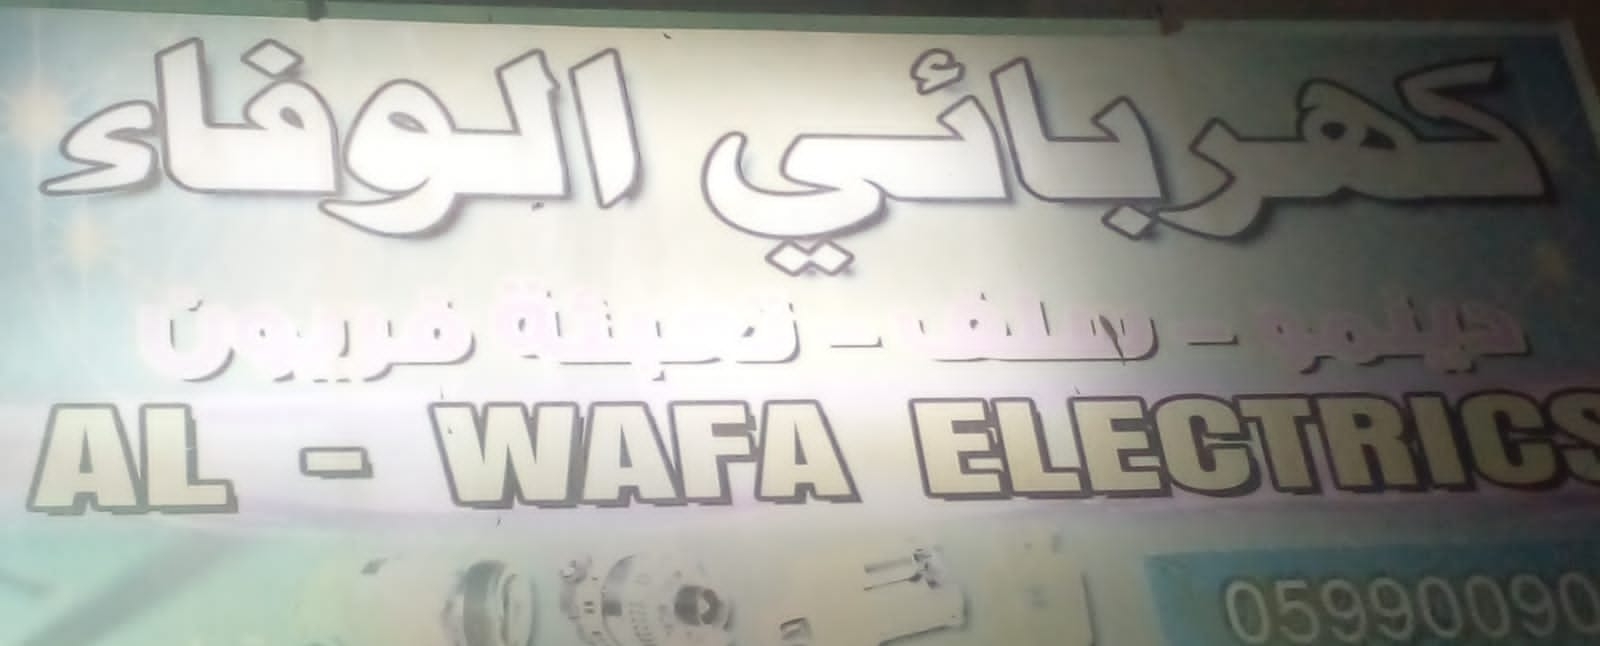 كهربائي الوفاء
دينمو - سلف - تعبئة فريون
AL - WAFA ELECTRICS
05990090